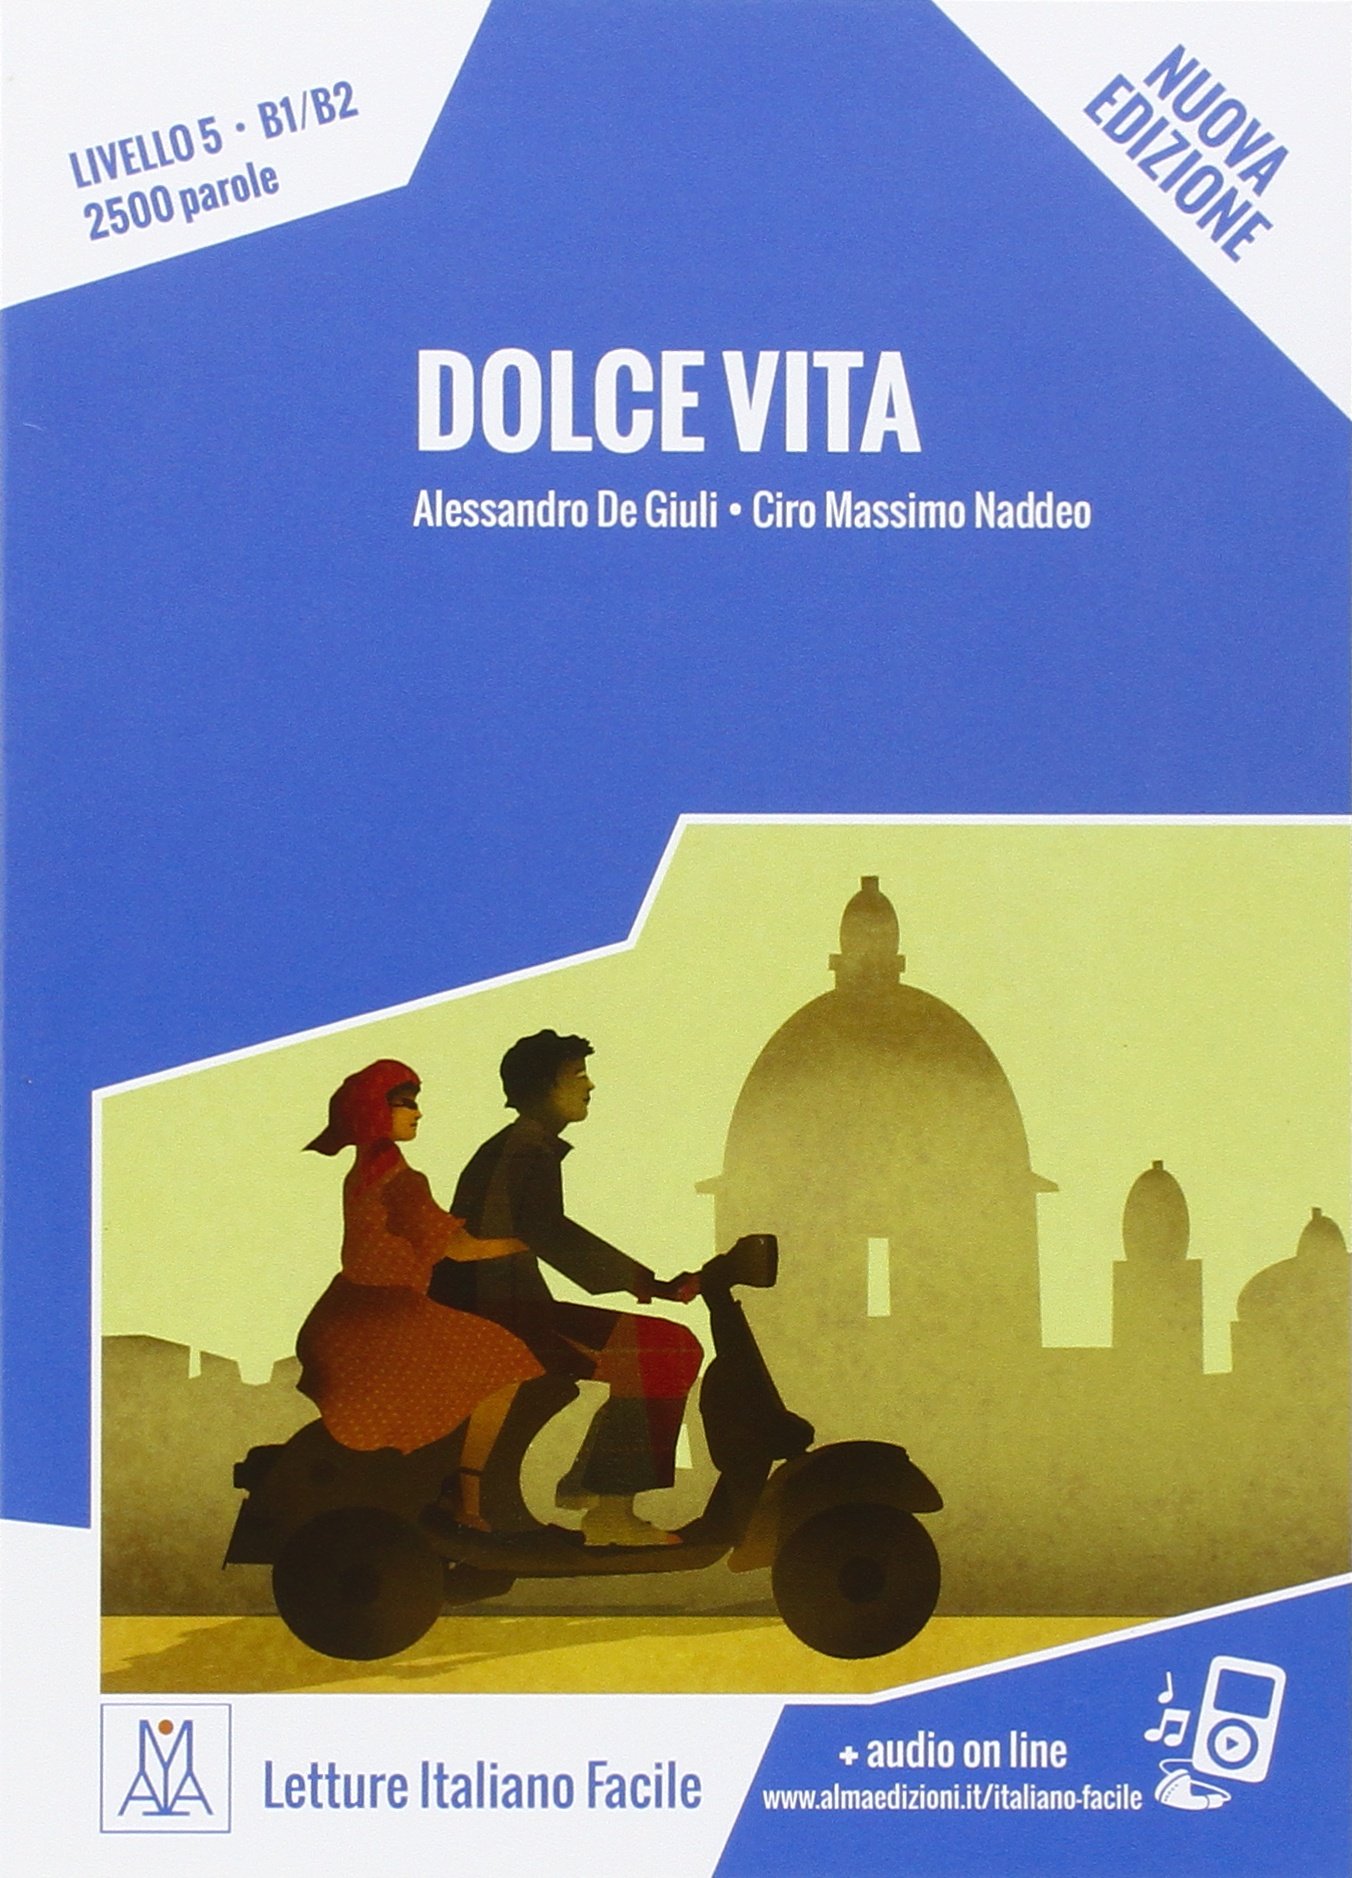 LIVELLO 5 · B1/B2
2500 parole
NUOVA
EDIZIONE
DOLCE VITA
Alessandro De Giuli • Ciro Massimo Naddeo
ALMA
Letture Italiano Facile
+ audio on line
www.almaedizioni.it/italiano-facile